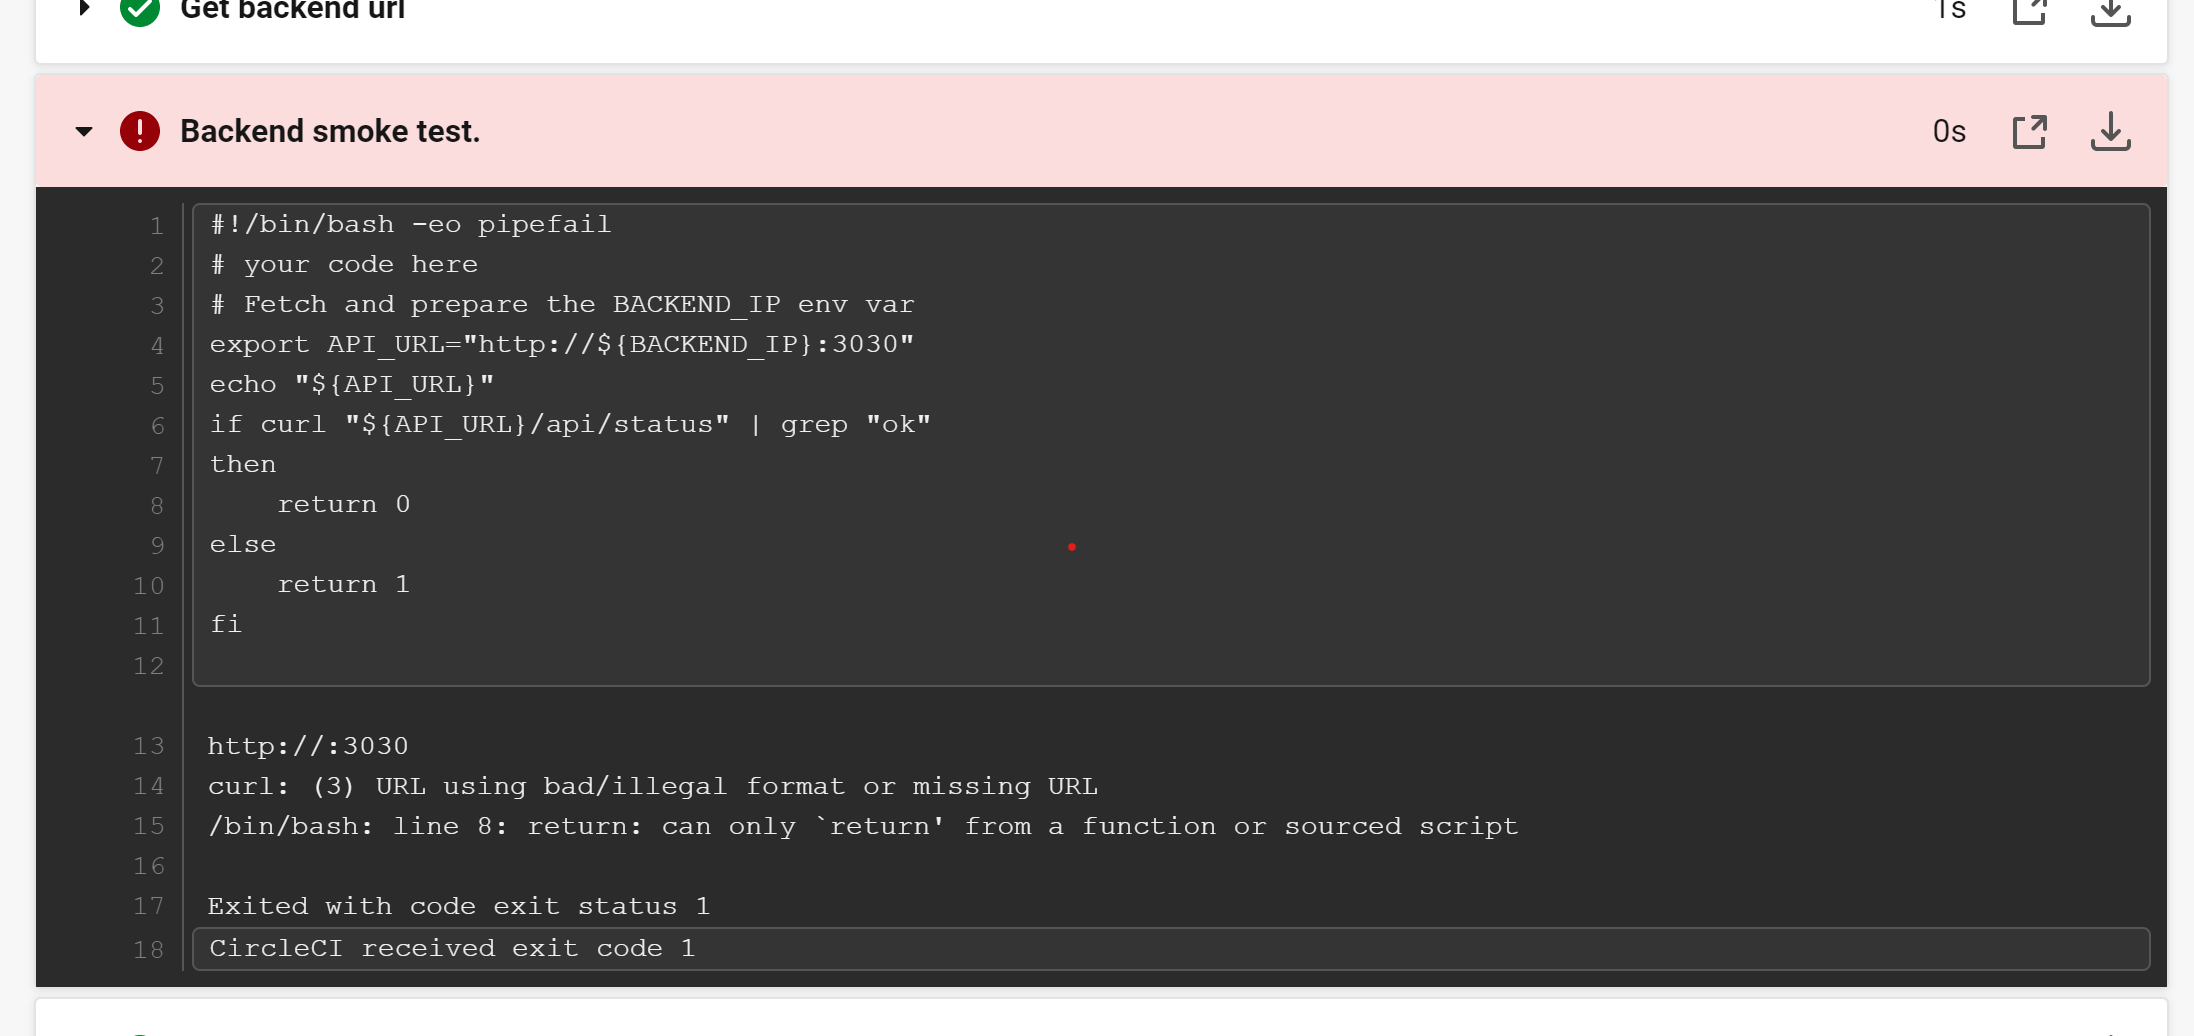 Get backend url
1s
Backend smoke test.
0s
1 #!/bin/bash -eo pipefail
2 # your code here
3 # Fetch and prepare the BACKEND_IP env var
4 export API_URL="http://${BACKEND_IP}:3030"
5 echo "${API_URL}"
6 if curl "${API_URL}/api/status" | grep "ok"
7 then
8     return 0
9 else
10     return 1
11 fi
12
13 http://:3030
14 curl: (3) URL using bad/illegal format or missing URL
15 /bin/bash: line 8: return: can only `return' from a function or sourced script
16
17 Exited with code exit status 1
18 CircleCI received exit code 1